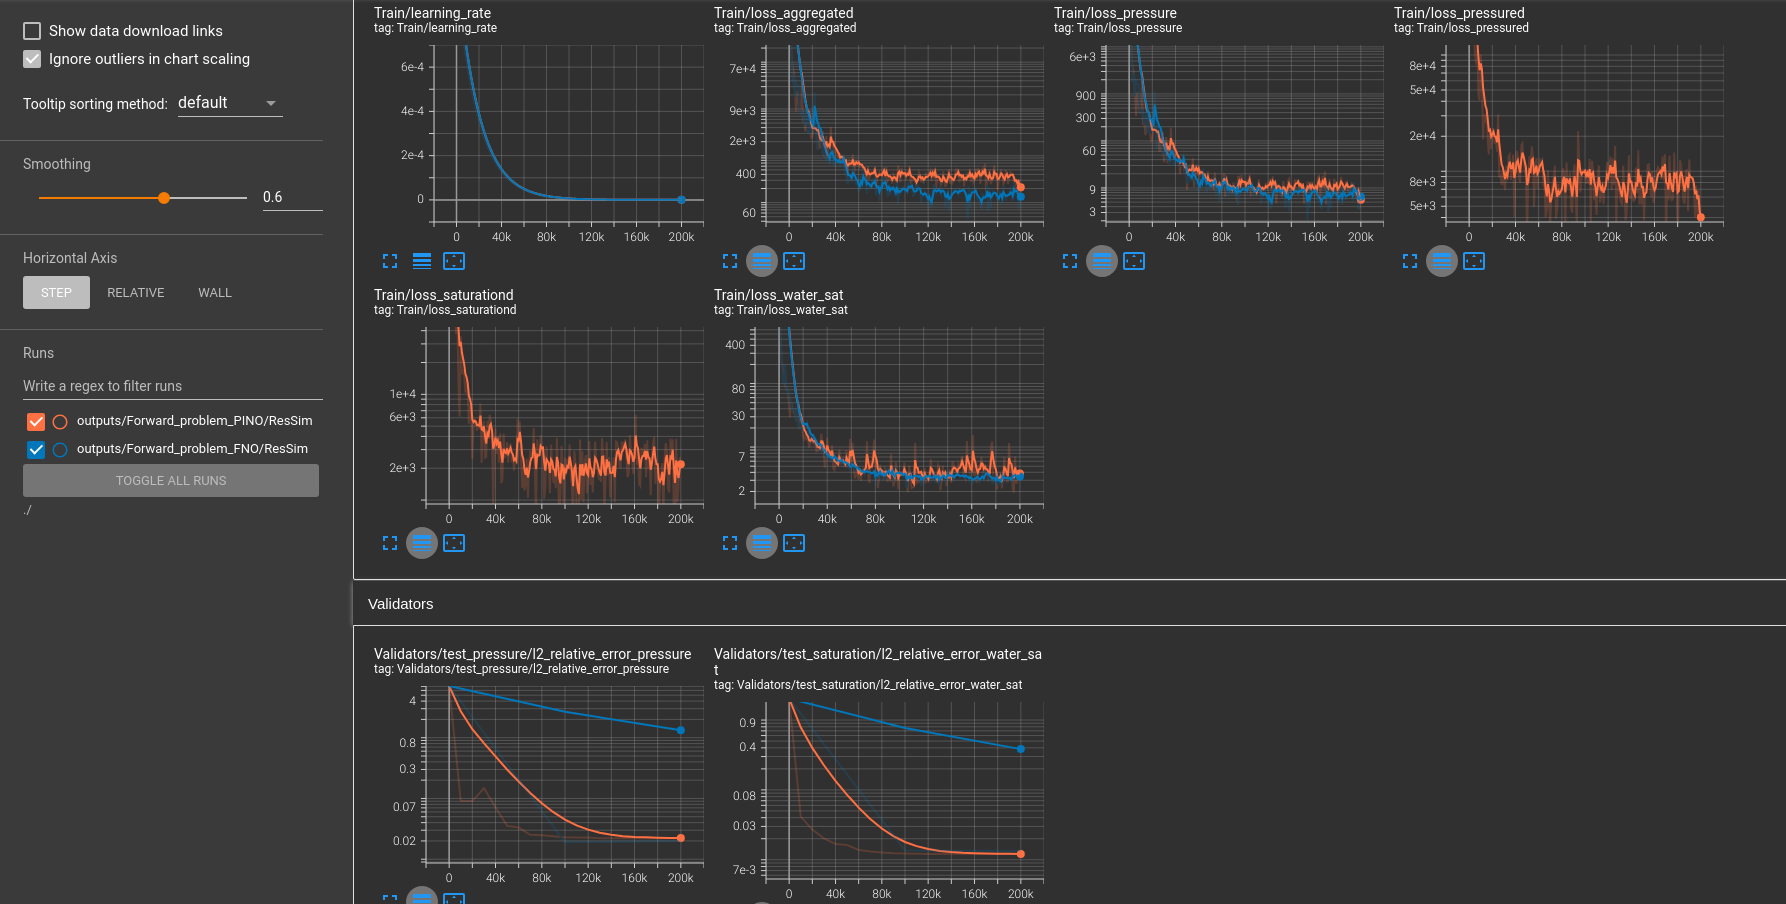 Show data download links
Ignore outliers in chart scaling
Tooltip sorting method: default
Smoothing
0.6
Horizontal Axis
STEP RELATIVE WALL
Runs
Write a regex to filter runs
outputs/Forward_problem_PINO/ResSim
outputs/Forward_problem_FNO/ResSim
TOGGLE ALL RUNS
./
Train/learning_rate
tag: Train/learning_rate
6e-4
4e-4
2e-4
0
0 40k 80k 120k 160k 200k
Train/loss_aggregated
tag: Train/loss_aggregated
7e+4
9e+3
2e+3
400
60
0 40k 80k 120k 160k 200k
Train/loss_pressure
tag: Train/loss_pressure
6e+3
900
300
60
9
3
0 40k 80k 120k 160k 200k
Train/loss_pressured
tag: Train/loss_pressured
8e+4
5e+4
2e+4
8e+3
5e+3
0 40k 80k 120k 160k 200k
Train/loss_saturationd
tag: Train/loss_saturationd
1e+4
6e+3
2e+3
0 40k 80k 120k 160k 200k
Train/loss_water_sat
tag: Train/loss_water_sat
400
80
30
7
2
0 40k 80k 120k 160k 200k
Validators
Validators/test_pressure/l2_relative_error_pressure
tag: Validators/test_pressure/l2_relative_error_pressure
4
0.8
0.3
0.07
0.02
0 40k 80k 120k 160k 200k
Validators/test_saturation/l2_relative_error_water_sa
t
tag: Validators/test_saturation/l2_relative_error_water_sat
0.9
0.4
0.08
0.03
7e-3
0 40k 80k 120k 160k 200k